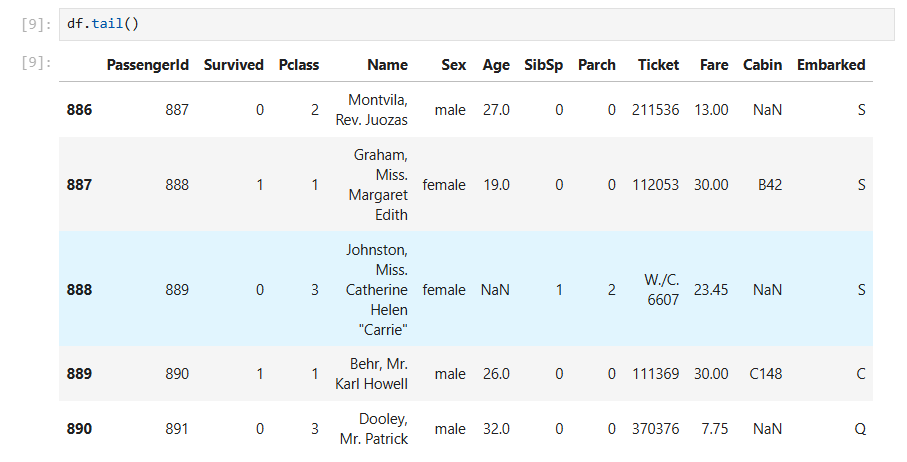 [9]: df.tail()
[9]:
PassengerId Survived Pclass Name Sex Age SibSp Parch Ticket Fare Cabin Embarked
886 887 0 2 Montvila, Rev. Juozas male 27.0 0 0 211536 13.00 NaN S
887 888 1 1 Graham, Miss. Margaret Edith female 19.0 0 0 112053 30.00 B42 S
888 889 0 3 Johnston, Miss. Catherine Helen "Carrie" female NaN 1 2 W./C. 6607 23.45 NaN S
889 890 1 1 Behr, Mr. Karl Howell male 26.0 0 0 111369 30.00 C148 C
890 891 0 3 Dooley, Mr. Patrick male 32.0 0 0 370376 7.75 NaN Q